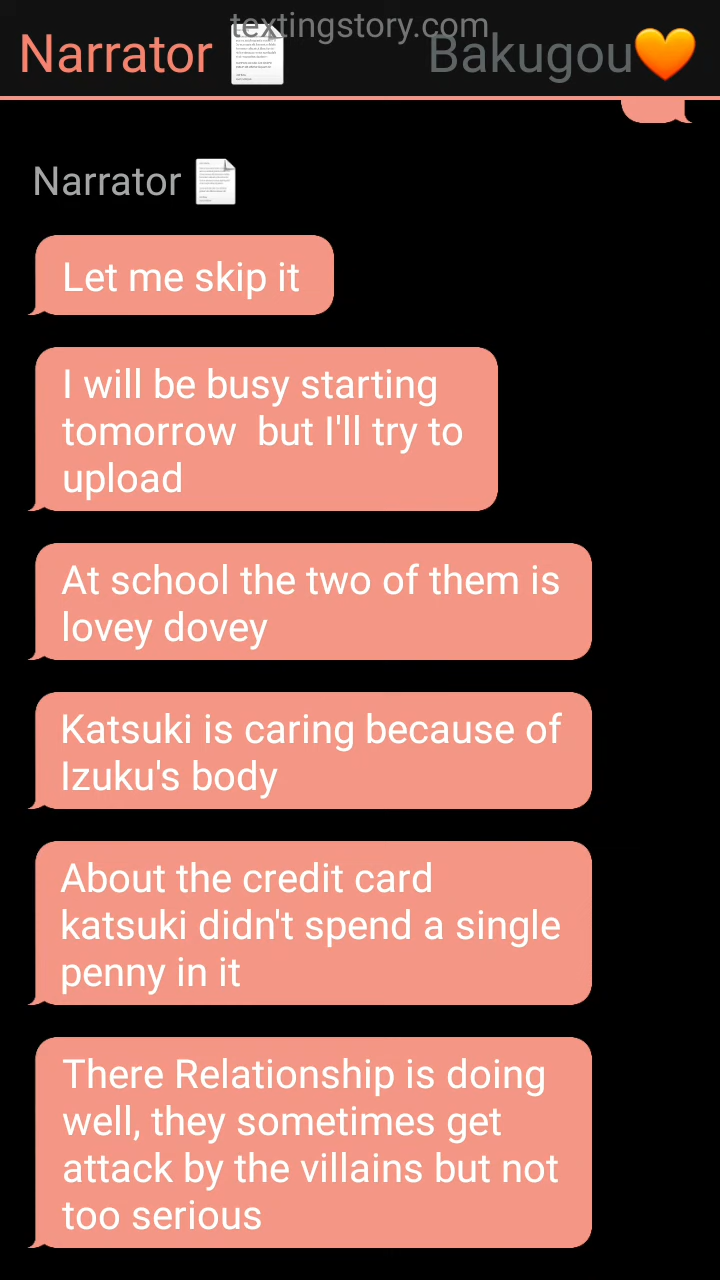 textingstory.com
Narrator Bakugou
Narrator
Let me skip it
I will be busy starting
tomorrow  but I'll try to
upload
At school the two of them is
lovey dovey
Katsuki is caring because of
Izuku's body
About the credit card
katsuki didn't spend a single
penny in it
There Relationship is doing
well, they sometimes get
attack by the villains but not
too serious